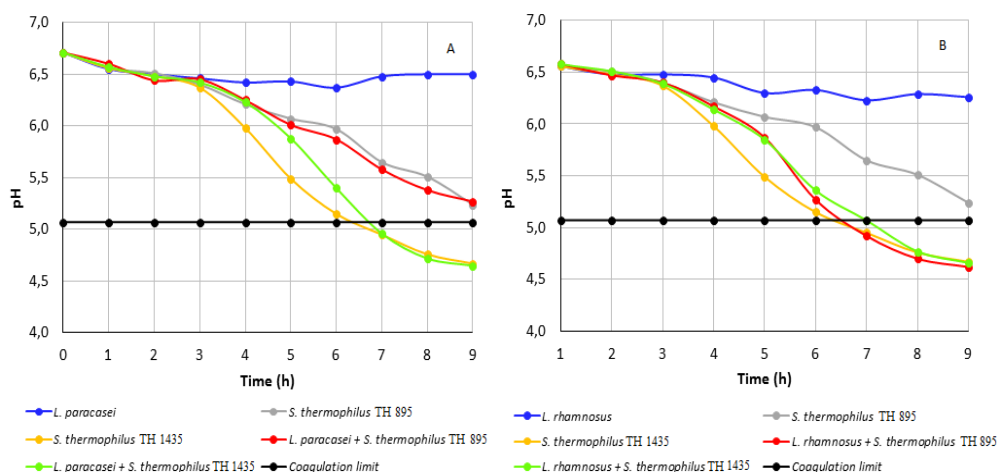 A
pH
7,0
6,5
6,0
5,5
5,0
4,5
4,0
0 1 2 3 4 5 6 7 8 9
Time (h)
L. paracasei
S. thermophilus TH 895
S. thermophilus TH 1435
L. paracasei + S. thermophilus TH 895
L. paracasei + S. thermophilus TH 1435
Coagulation limit
B
pH
7,0
6,5
6,0
5,5
5,0
4,5
4,0
1 2 3 4 5 6 7 8 9
Time (h)
L. rhamnosus
S. thermophilus TH 895
S. thermophilus TH 1435
L. rhamnosus + S. thermophilus TH 895
L. rhamnosus + S. thermophilus TH 1435
Coagulation limit